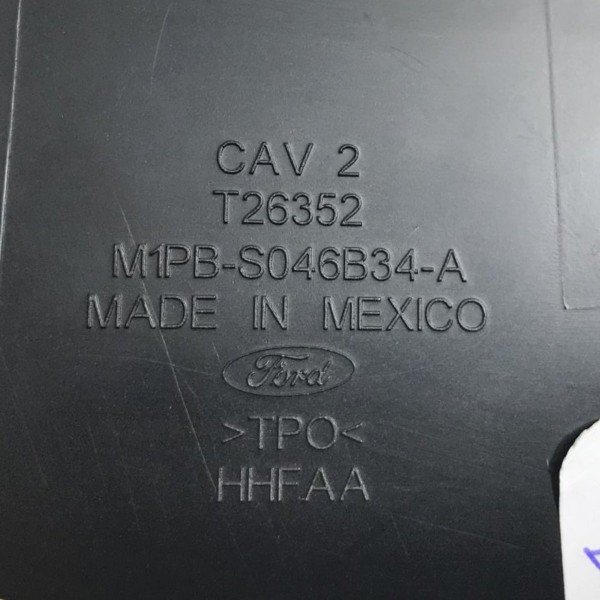 CAV 2
T26352
M1PB-S046B34-A
MADE IN MEXICO
Ford
>TPO<
HHFAA